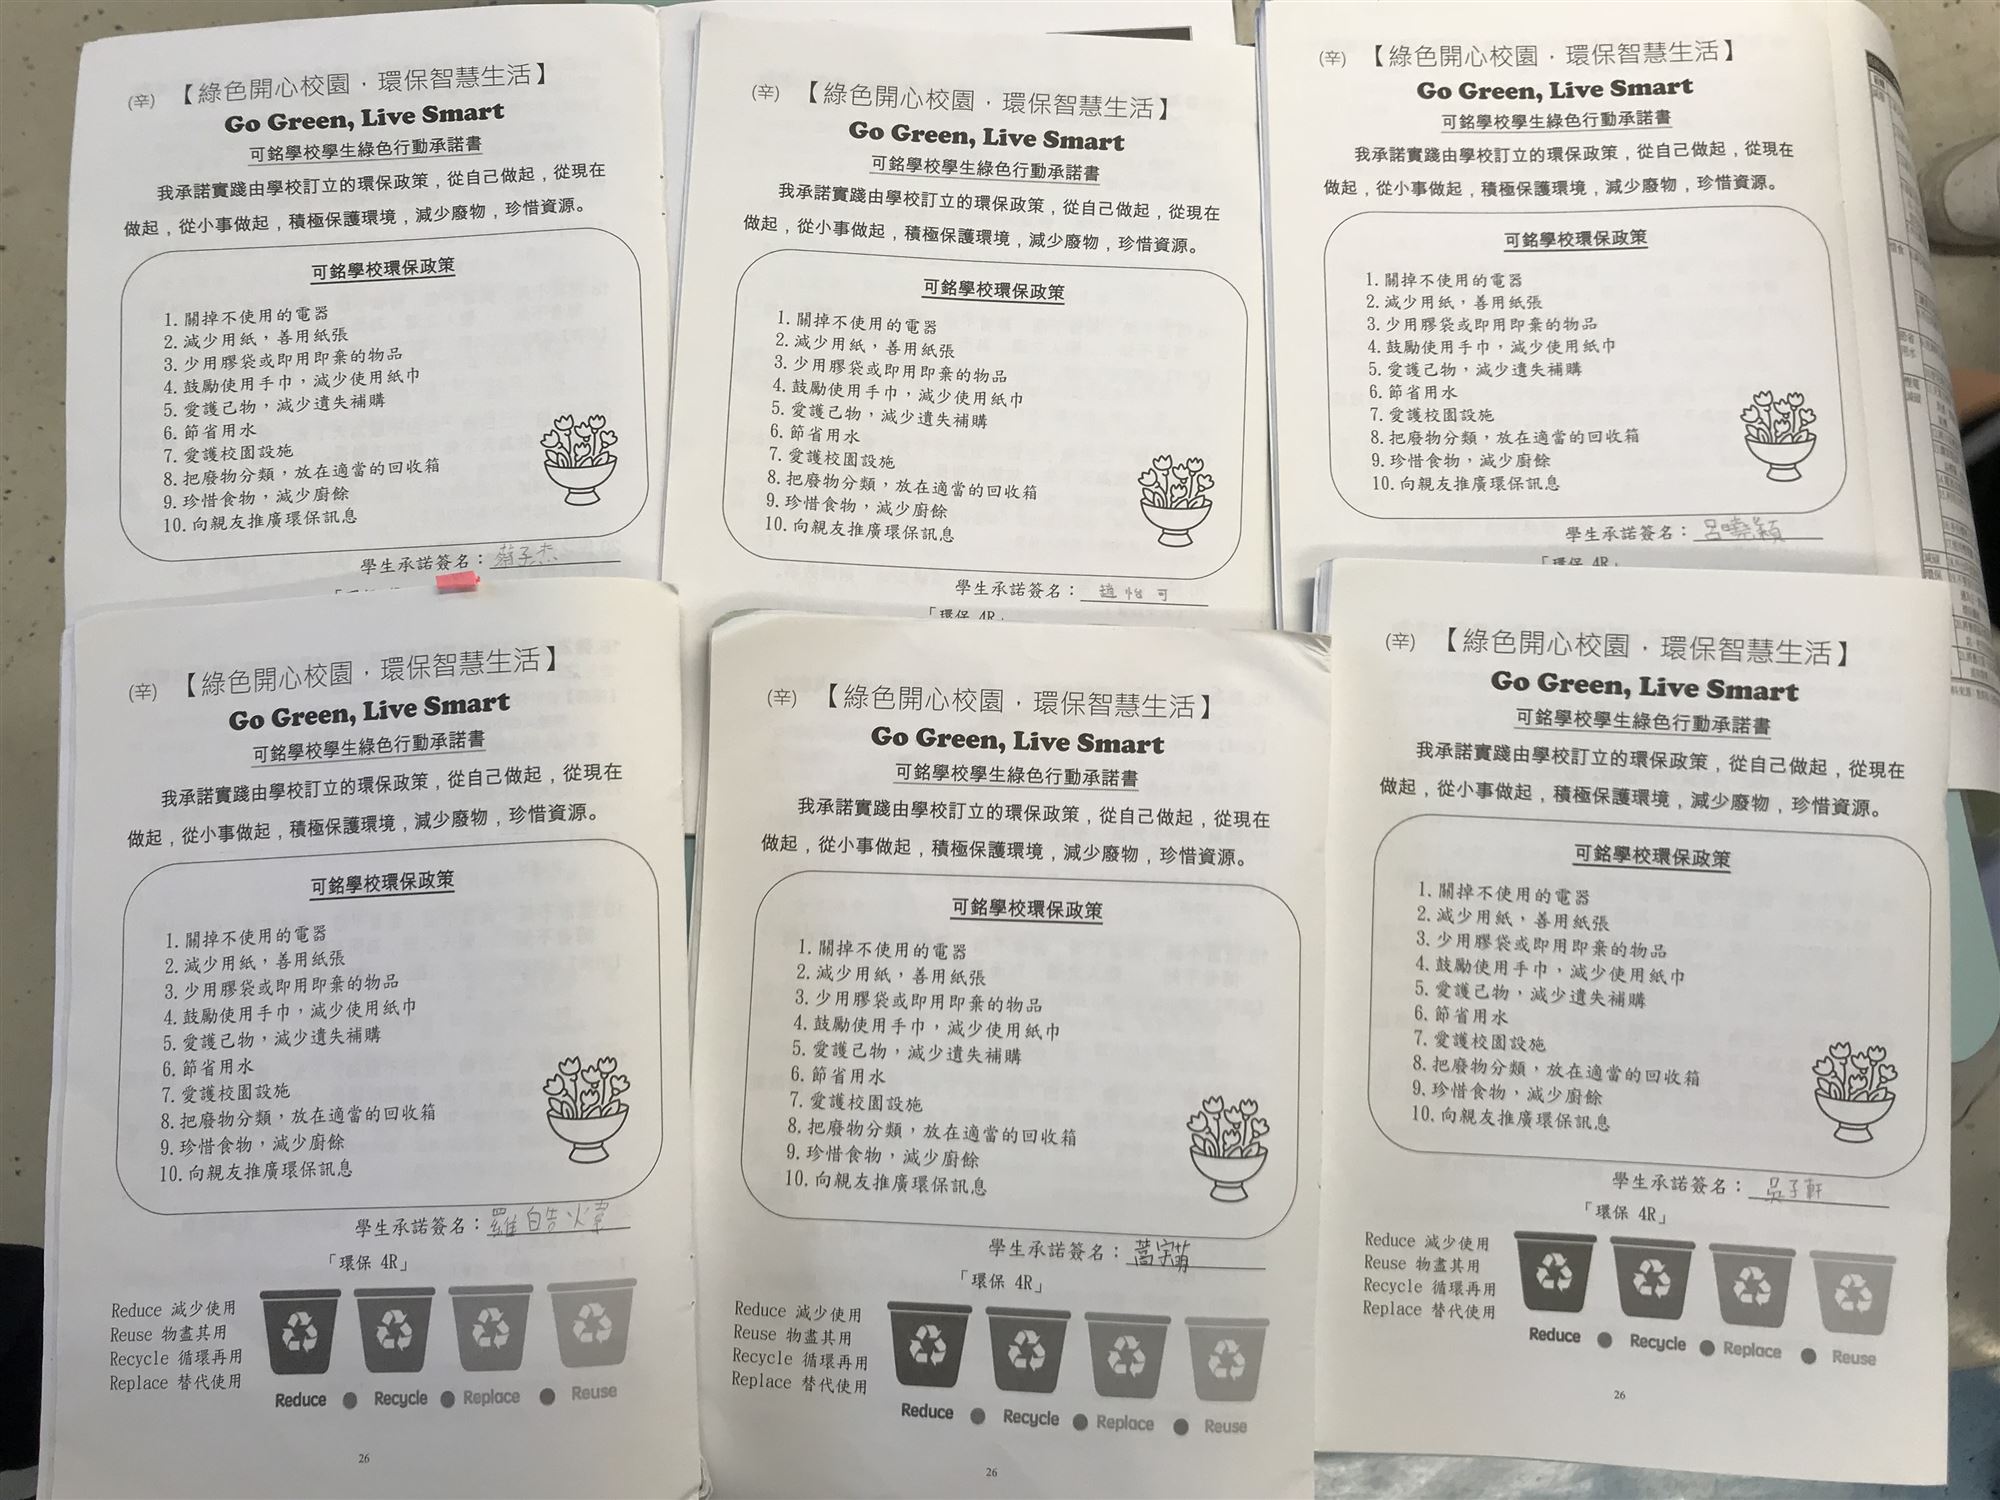 (辛) 【綠色開心校園．環保智慧生活】
Go Green, Live Smart
可銘學校學生綠色行動承諾書
我承諾實踐由學校訂立的環保政策，從自己做起，從現在
做起，從小事做起，積極保護環境，減少廢物，珍惜資源。
可銘學校環保政策
1. 關掉不使用的電器
2. 減少用紙，善用紙張
3. 少用膠袋或即用即棄的物品
4. 鼓勵使用手巾，減少使用紙巾
5. 愛護己物，減少遺失補購
6. 節省用水
7. 愛護校園設施
8. 把廢物分類，放在適當的回收箱
9. 珍惜食物，減少廚餘
10. 向親友推廣環保訊息
學生承諾簽名：蔡子杰
(辛) 【綠色開心校園．環保智慧生活】
Go Green, Live Smart
可銘學校學生綠色行動承諾書
我承諾實踐由學校訂立的環保政策，從自己做起，從現在
做起，從小事做起，積極保護環境，減少廢物，珍惜資源。
可銘學校環保政策
1. 關掉不使用的電器
2. 減少用紙，善用紙張
3. 少用膠袋或即用即棄的物品
4. 鼓勵使用手巾，減少使用紙巾
5. 愛護己物，減少遺失補購
6. 節省用水
7. 愛護校園設施
8. 把廢物分類，放在適當的回收箱
9. 珍惜食物，減少廚餘
10. 向親友推廣環保訊息
學生承諾簽名：趙怡可
「環保 4R」
(辛) 【綠色開心校園．環保智慧生活】
Go Green, Live Smart
可銘學校學生綠色行動承諾書
我承諾實踐由學校訂立的環保政策，從自己做起，從現在
做起，從小事做起，積極保護環境，減少廢物，珍惜資源。
可銘學校環保政策
1. 關掉不使用的電器
2. 減少用紙，善用紙張
3. 少用膠袋或即用即棄的物品
4. 鼓勵使用手巾，減少使用紙巾
5. 愛護己物，減少遺失補購
6. 節省用水
7. 愛護校園設施
8. 把廢物分類，放在適當的回收箱
9. 珍惜食物，減少廚餘
10. 向親友推廣環保訊息
學生承諾簽名：呂曉穎
「環保 4R」
(辛) 【綠色開心校園．環保智慧生活】
Go Green, Live Smart
可銘學校學生綠色行動承諾書
我承諾實踐由學校訂立的環保政策，從自己做起，從現在
做起，從小事做起，積極保護環境，減少廢物，珍惜資源。
可銘學校環保政策
1. 關掉不使用的電器
2. 減少用紙，善用紙張
3. 少用膠袋或即用即棄的物品
4. 鼓勵使用手巾，減少使用紙巾
5. 愛護己物，減少遺失補購
6. 節省用水
7. 愛護校園設施
8. 把廢物分類，放在適當的回收箱
9. 珍惜食物，減少廚餘
10. 向親友推廣環保訊息
學生承諾簽名：羅皓煒
「環保 4R」
Reduce 減少使用
Reuse 物盡其用
Recycle 循環再用
Replace 替代使用
Reduce Recycle Replace Reuse
26
(辛) 【綠色開心校園．環保智慧生活】
Go Green, Live Smart
可銘學校學生綠色行動承諾書
我承諾實踐由學校訂立的環保政策，從自己做起，從現在
做起，從小事做起，積極保護環境，減少廢物，珍惜資源。
可銘學校環保政策
1. 關掉不使用的電器
2. 減少用紙，善用紙張
3. 少用膠袋或即用即棄的物品
4. 鼓勵使用手巾，減少使用紙巾
5. 愛護己物，減少遺失補購
6. 節省用水
7. 愛護校園設施
8. 把廢物分類，放在適當的回收箱
9. 珍惜食物，減少廚餘
10. 向親友推廣環保訊息
學生承諾簽名：
「環保 4R」
Reduce 減少使用
Reuse 物盡其用
Recycle 循環再用
Replace 替代使用
Reduce Recycle Replace Reuse
26
(辛) 【綠色開心校園．環保智慧生活】
Go Green, Live Smart
可銘學校學生綠色行動承諾書
我承諾實踐由學校訂立的環保政策，從自己做起，從現在
做起，從小事做起，積極保護環境，減少廢物，珍惜資源。
可銘學校環保政策
1. 關掉不使用的電器
2. 減少用紙，善用紙張
3. 少用膠袋或即用即棄的物品
4. 鼓勵使用手巾，減少使用紙巾
5. 愛護己物，減少遺失補購
6. 節省用水
7. 愛護校園設施
8. 把廢物分類，放在適當的回收箱
9. 珍惜食物，減少廚餘
10. 向親友推廣環保訊息
學生承諾簽名：吳子軒
「環保 4R」
Reduce 減少使用
Reuse 物盡其用
Recycle 循環再用
Replace 替代使用
Reduce Recycle Replace Reuse
26